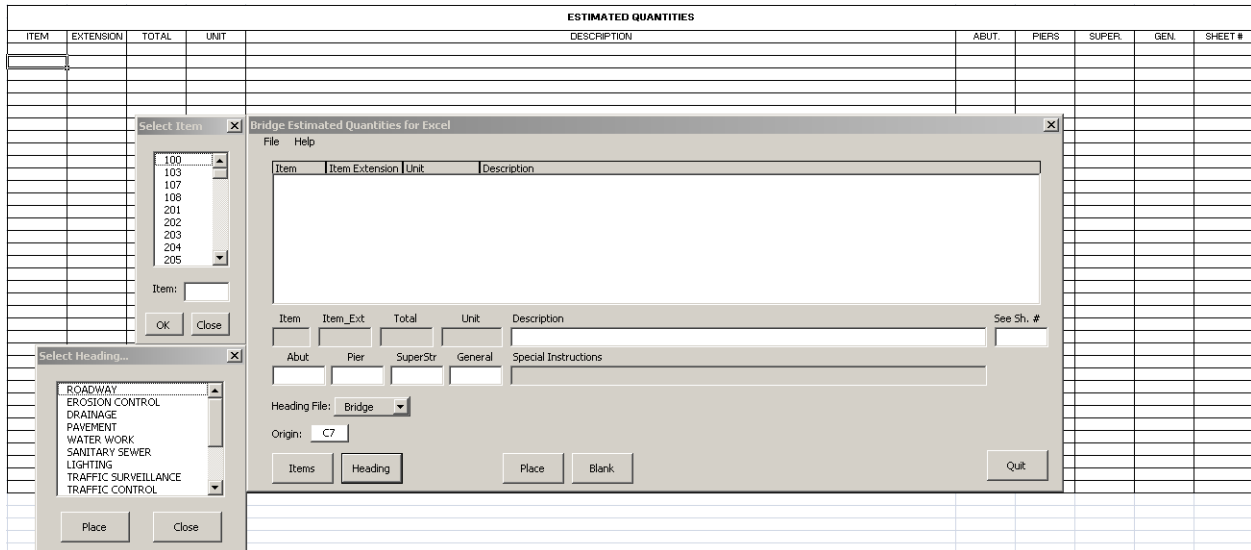 ESTIMATED QUANTITIES
ITEM EXTENSION TOTAL UNIT DESCRIPTION ABUT. PIERS SUPER. GEN. SHEET #
Select Item
100
103
107
108
201
202
203
204
205
Item:
OK Close
Bridge Estimated Quantities for Excel
File Help
Item Item Extension Unit Description
Item Item_Ext Total Unit Description See Sh. #
Abut Pier SuperStr General Special Instructions
Heading File: Bridge
Origin: C7
Items Heading Place Blank Quit
Select Heading...
ROADWAY
EROSION CONTROL
DRAINAGE
PAVEMENT
WATER WORK
SANITARY SEWER
LIGHTING
TRAFFIC SURVEILLANCE
TRAFFIC CONTROL
Place Close